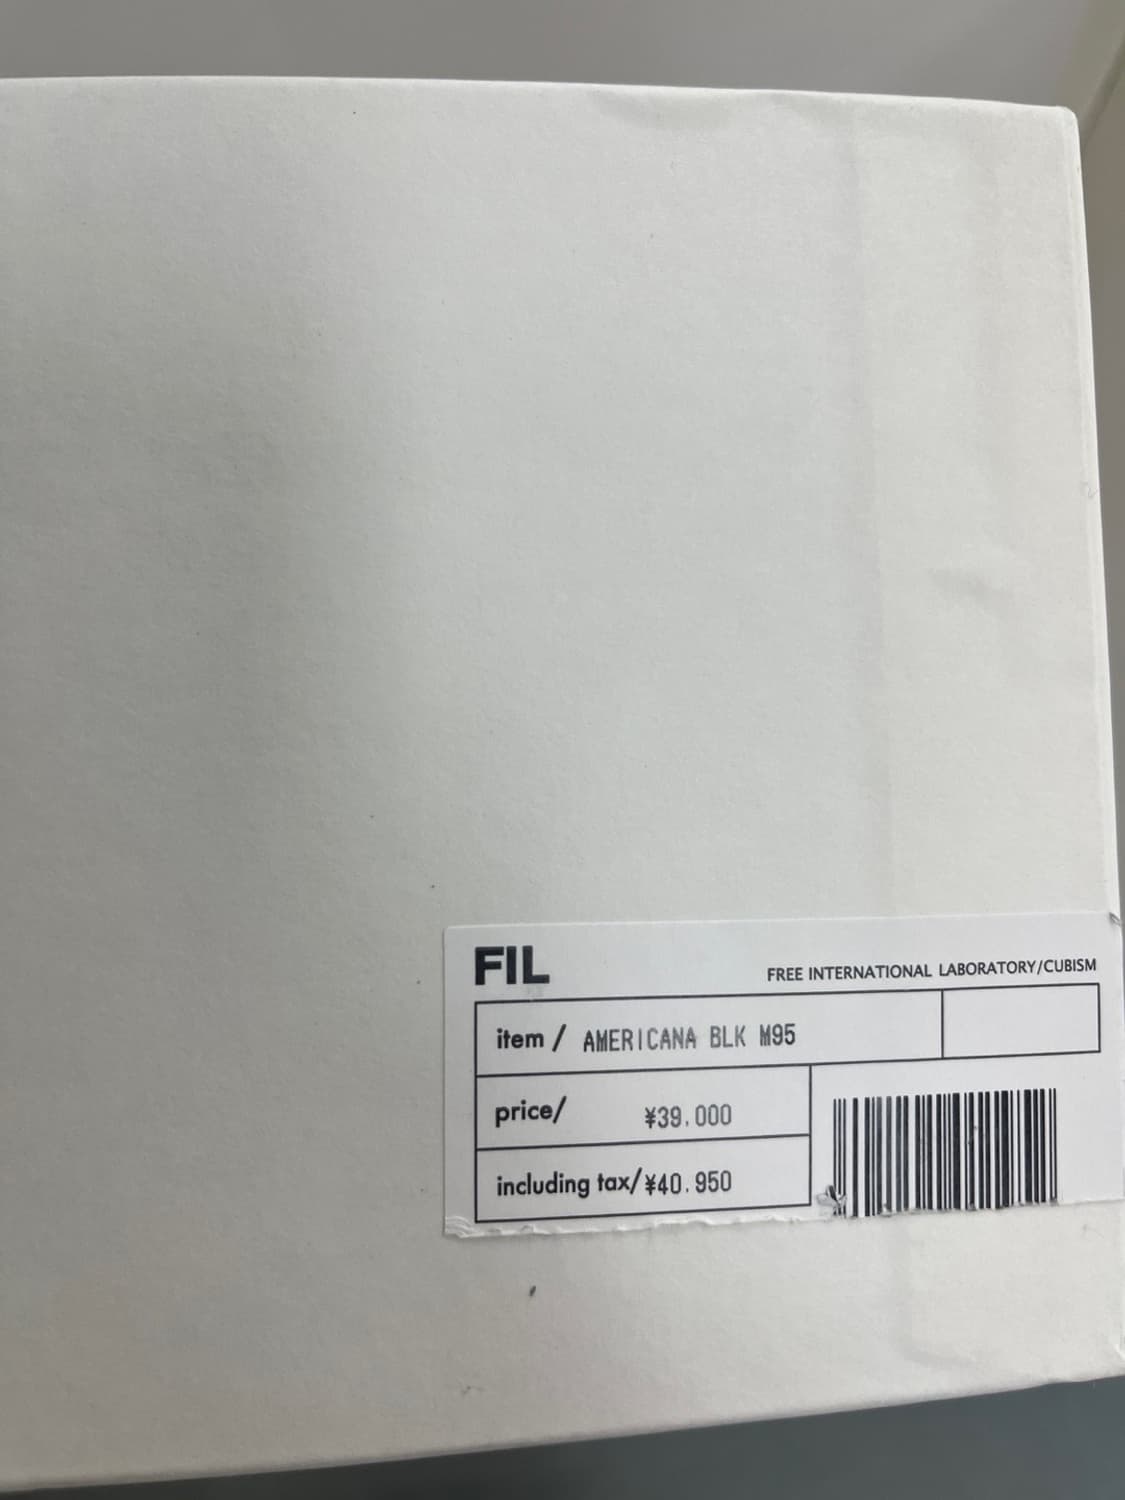 FIL
FREE INTERNATIONAL LABORATORY/CUBISM
item / AMERICANA BLK M95
price/ ¥39,000
including tax/¥40,950